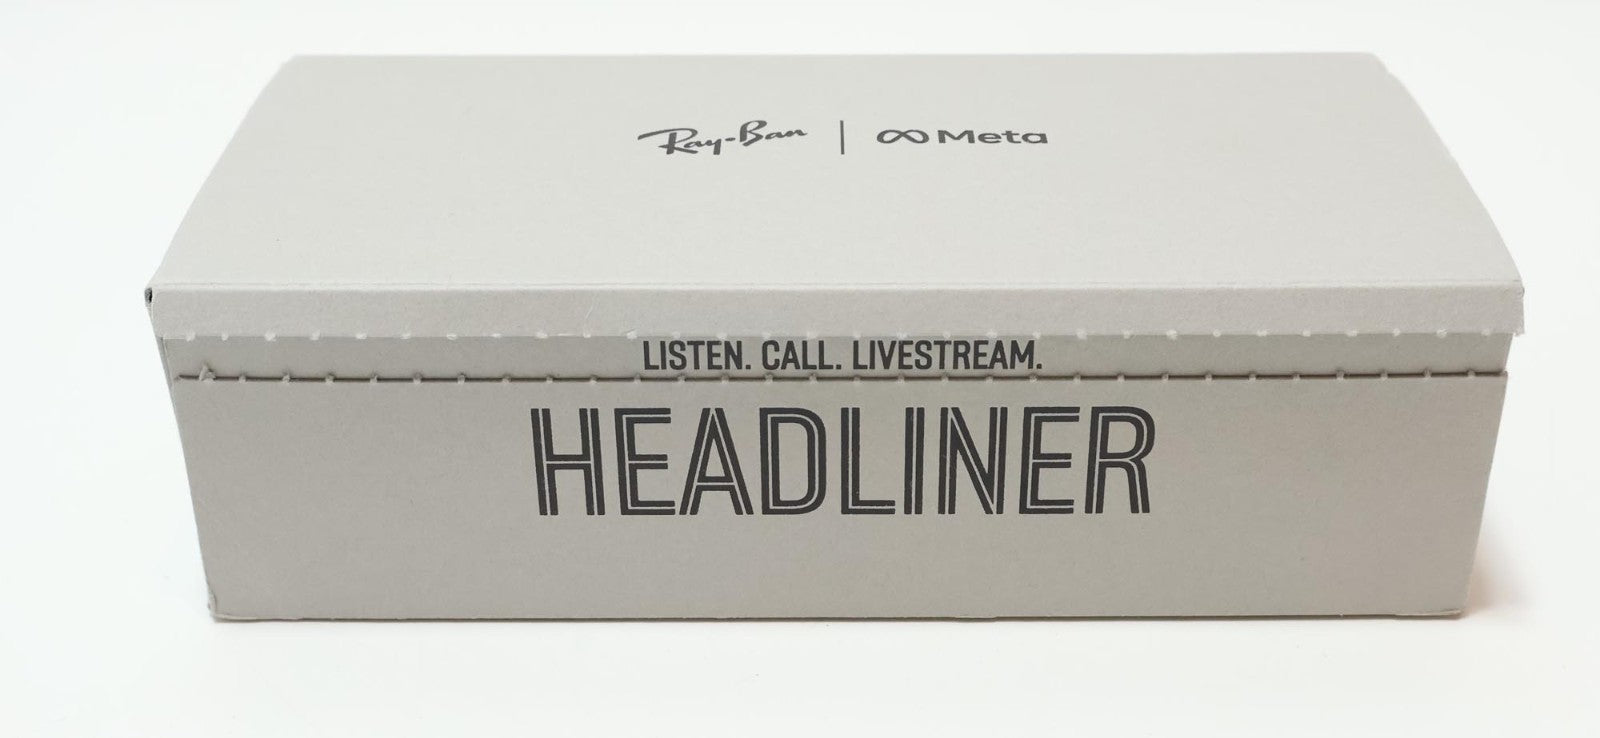 Ray-Ban | Meta
LISTEN. CALL. LIVESTREAM.
HEADLINER